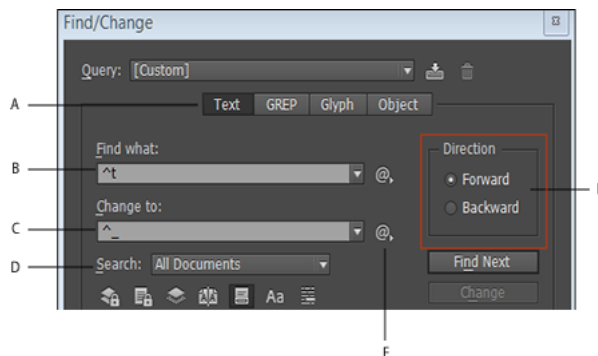 Find/Change
Query: [Custom]
A
Text GREP Glyph Object
Find what:
Direction
B
^t
@,
Forward
Backward
Change to:
C
^_
@,
D
Search: All Documents
Find Next
Aa
Change